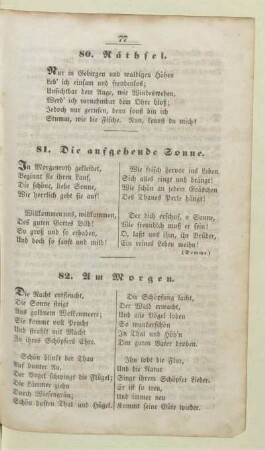 77
80. Räthsel.
Nur in Gebirgen und waldigen Höhen
Leb' ich einsam und freudenlos;
Unsichtbar dem Auge, wie Windeswehen,
Werd' ich vernehmbar dem Ohre bloß;
Jedoch nur gerufen, denn sonst bin ich
Stumm, wie die Fische. Nun, kennst du mich?
81. Die aufgehende Sonne.
In Morgenroth gekleidet,
Beginnt sie ihren Lauf,
Die schöne, liebe Sonne,
Wie herrlich geht sie auf!
Willkommen uns, willkommen,
Des guten Gottes Bild!
So groß und so erhaben,
Und doch so sanft und mild.
Wie frisch hervor ins Leben
Sich alles ringt und dränget!
Wie schön an jedem Gräschen
Des Thaues Perle hänget!
Der dich erschuf, o Sonne,
Wie freundlich muß er sein!
O, laßt uns ihm, ihr Brüder,
Ein reines Leben weihn!
82. Am Morgen.
Die Nacht entfleucht,
Die Sonne steigt
Aus goldnem Wolkenmeere;
Sie kommt voll Pracht
Und strahlt mit Macht
In ihres Schöpfers Ehre.
Schön blinkt der Thau
Auf bunter Au.
Der Vogel schwingt die Flügel;
Die Lämmer ziehn
Durch Wiesengrün;
Schön duften Thal und Hügel.
Die Schöpfung lacht,
Der Wald erwacht,
Und alle Vögel loben
So wunderschön
In Thal und Höh'n
Den guten Vater droben.
Ihn lobt die Flur,
Und die Natur
Singt ihrem Schöpfer Lieder.
Er ist so treu,
Und immer neu
Kommt seine Güte wieder.